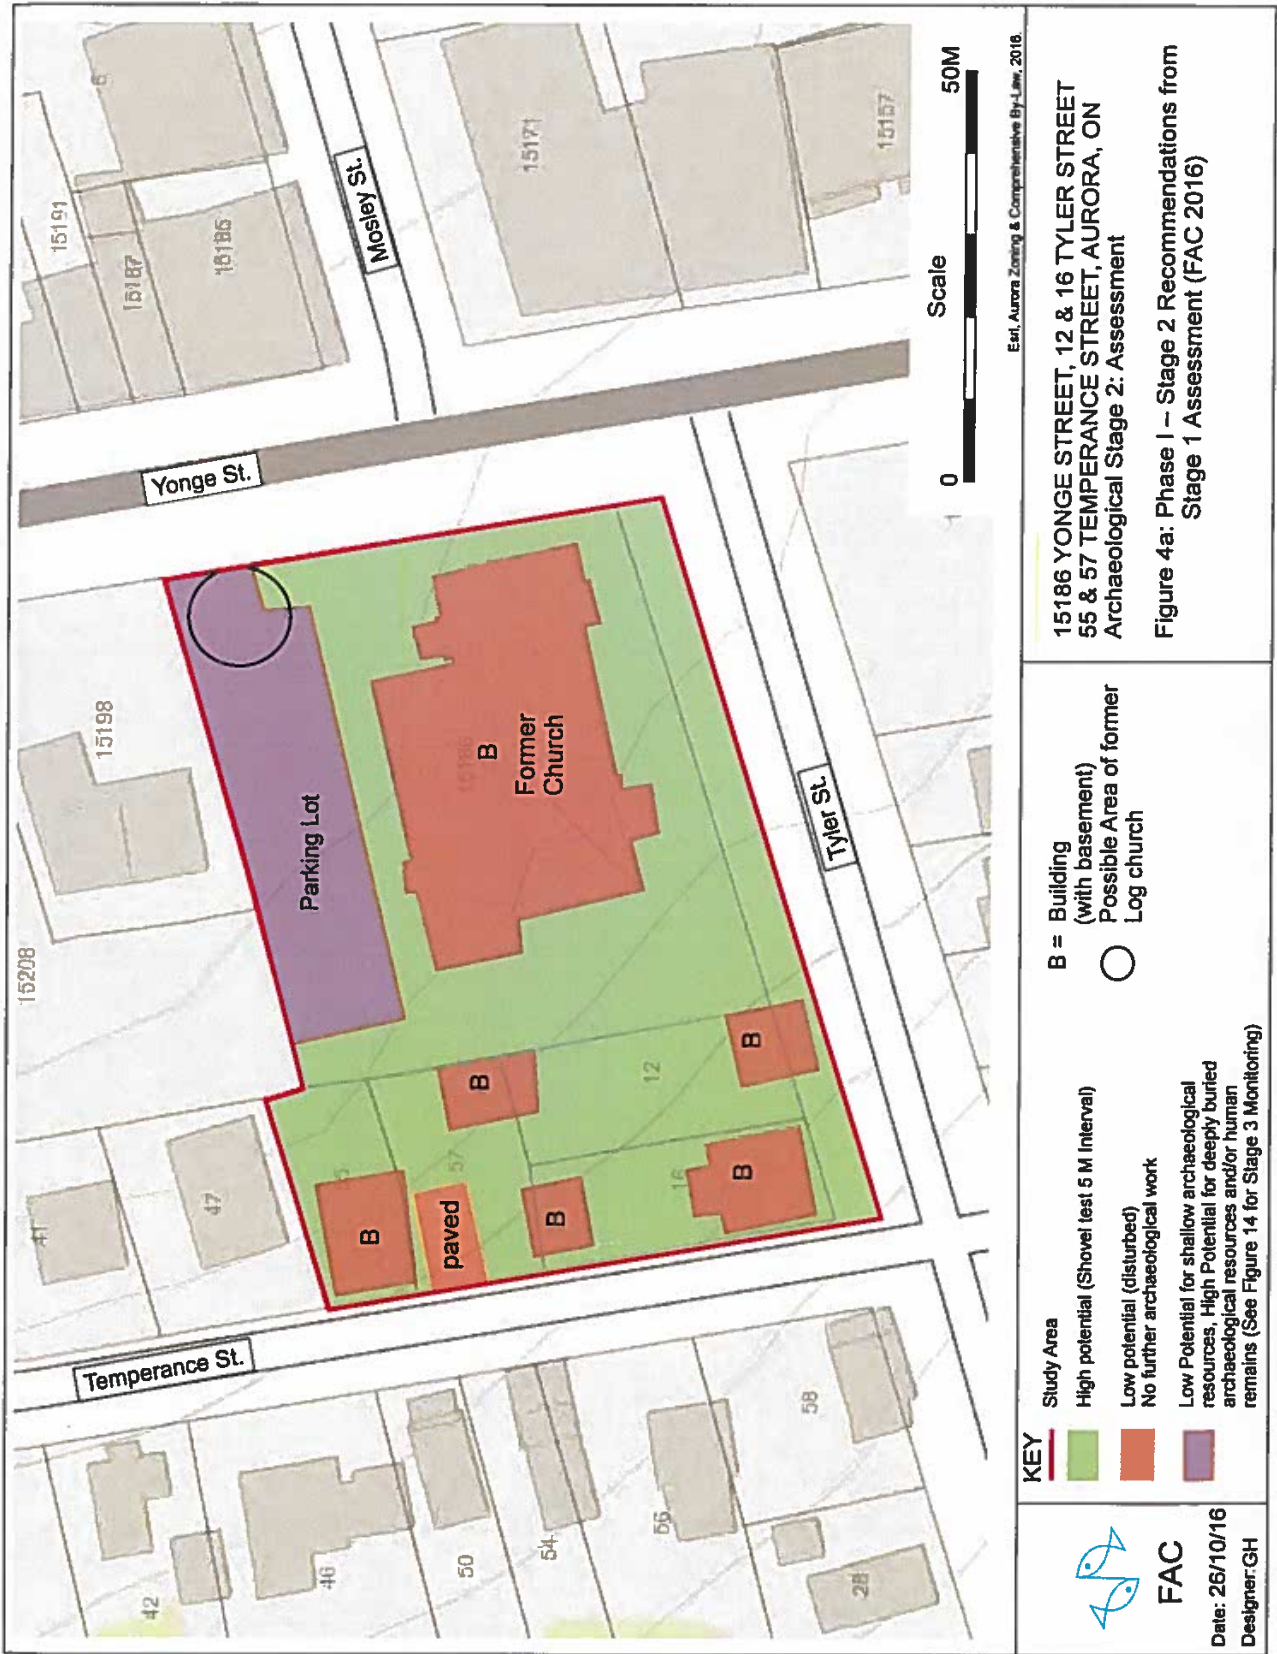 15191
6
15187
15185
Mosley St.
15171
15157
Yonge St.
15208
15198
Parking Lot
B
Former
Church
Tyler St.
41
47
57
12
16
B
B
B
B
B
paved
Temperance St.
42
46
50
54
56
58
28
Scale
0
50M
Esri, Aurora Zoning & Comprehensive By-Law, 2016.
KEY
Study Area
High potential (Shovel test 5 M Interval)
Low potential (disturbed)
No further archaeological work
Low Potential for shallow archaeological
resources, High Potential for deeply buried
archaeological resources and/or human
remains (See Figure 14 for Stage 3 Monitoring)
B = Building
(with basement)
Possible Area of former
Log church
15186 YONGE STREET, 12 & 16 TYLER STREET
55 & 57 TEMPERANCE STREET, AURORA, ON
Archaeological Stage 2: Assessment
Figure 4a: Phase I – Stage 2 Recommendations from
Stage 1 Assessment (FAC 2016)
FAC
Date: 26/10/16
Designer:GH